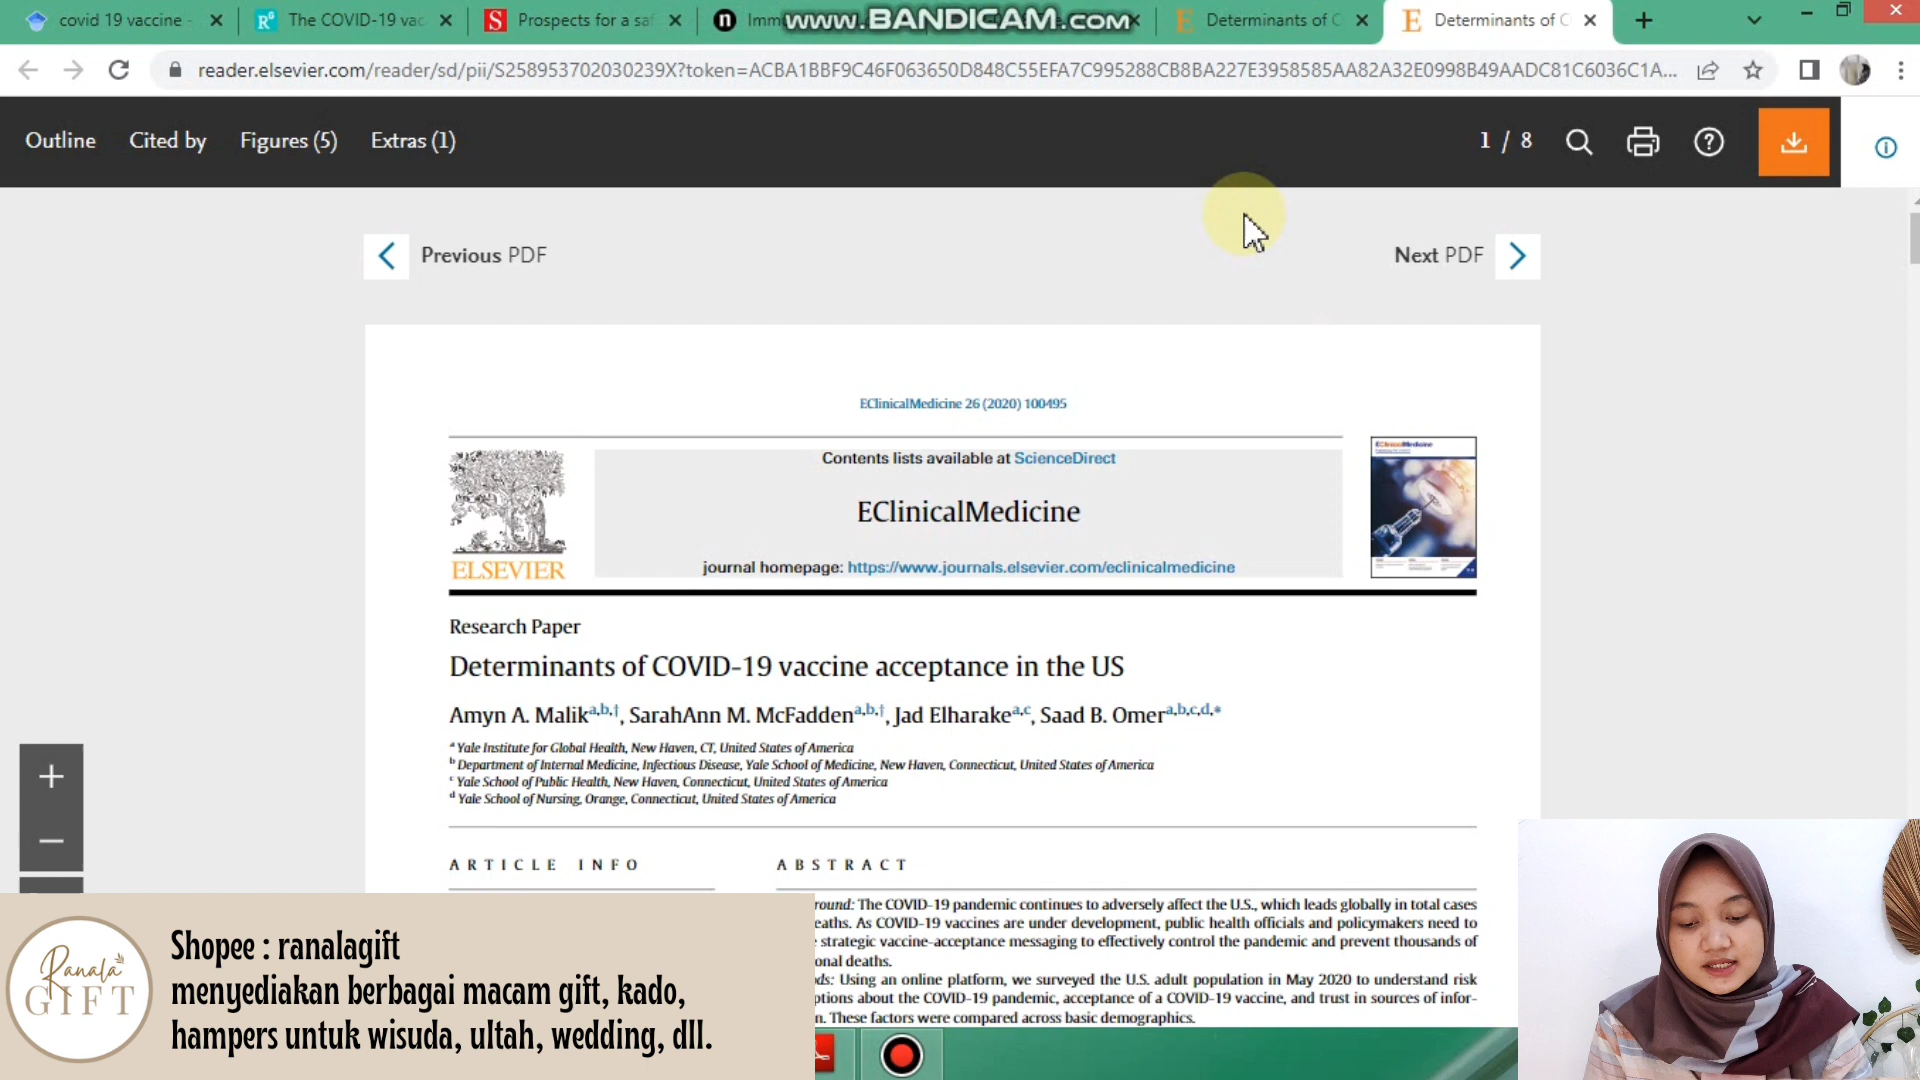 covid 19 vaccine -
The COVID-19 vac
Prospects for a saf
Imm
www.BANDICAM.com
Determinants of C
Determinants of C
reader.elsevier.com/reader/sd/pii/S258953702030239X?token=ACBA1BBF9C46F063650D848C55EFA7C995288CB8BA227E3958585AA82A32E0998B49AADC81C6036C1A...
Outline
Cited by
Figures (5)
Extras (1)
1 / 8
Previous PDF
Next PDF
EClinicalMedicine 26 (2020) 100495
Contents lists available at ScienceDirect
EClinicalMedicine
EClinicalMedicine
journal homepage: https://www.journals.elsevier.com/eclinicalmedicine
ELSEVIER
Research Paper
Determinants of COVID-19 vaccine acceptance in the US
Amyn A. Malik a,b,†, SarahAnn M. McFadden a,b,†, Jad Elharake a,c, Saad B. Omer a,b,c,d,*
a Yale Institute for Global Health, New Haven, CT, United States of America
b Department of Internal Medicine, Infectious Disease, Yale School of Medicine, New Haven, Connecticut, United States of America
c Yale School of Public Health, New Haven, Connecticut, United States of America
d Yale School of Nursing, Orange, Connecticut, United States of America
ARTICLE INFO
ABSTRACT
round: The COVID-19 pandemic continues to adversely affect the U.S., which leads globally in total cases
eaths. As COVID-19 vaccines are under development, public health officials and policymakers need to
strategic vaccine-acceptance messaging to effectively control the pandemic and prevent thousands of
onal deaths.
ds: Using an online platform, we surveyed the U.S. adult population in May 2020 to understand risk
ptions about the COVID-19 pandemic, acceptance of a COVID-19 vaccine, and trust in sources of infor-
n. These factors were compared across basic demographics.
Ranala
GIFT
Shopee : ranalagift
menyediakan berbagai macam gift, kado,
hampers untuk wisuda, ultah, wedding, dll.